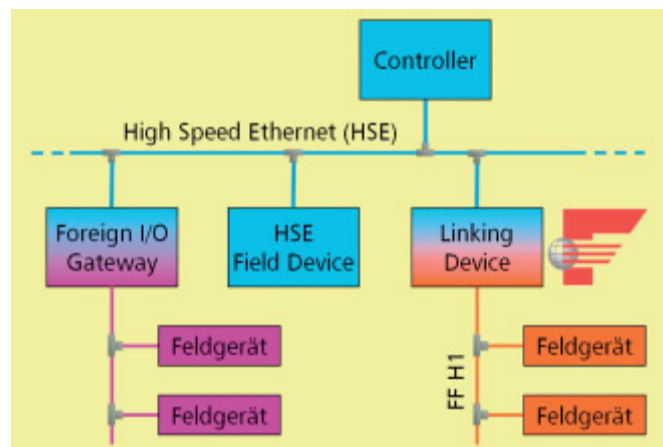 Controller
High Speed Ethernet (HSE)
Foreign I/O
Gateway
HSE
Field Device
Linking
Device
Feldgerät
Feldgerät
FF H1
Feldgerät
Feldgerät